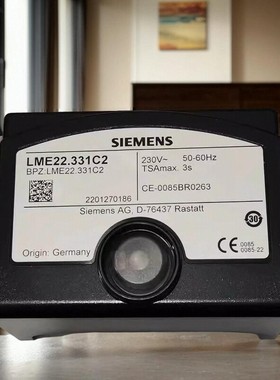 SIEMENS
LME22.331C2
BPZ:LME22.331C2
230V~ 50-60Hz
TSAmax. 3s
2201270186
CE-0085BR0263
Siemens AG, D-76437 Rastatt
30
Origin: Germany
CE 0085
0085-22